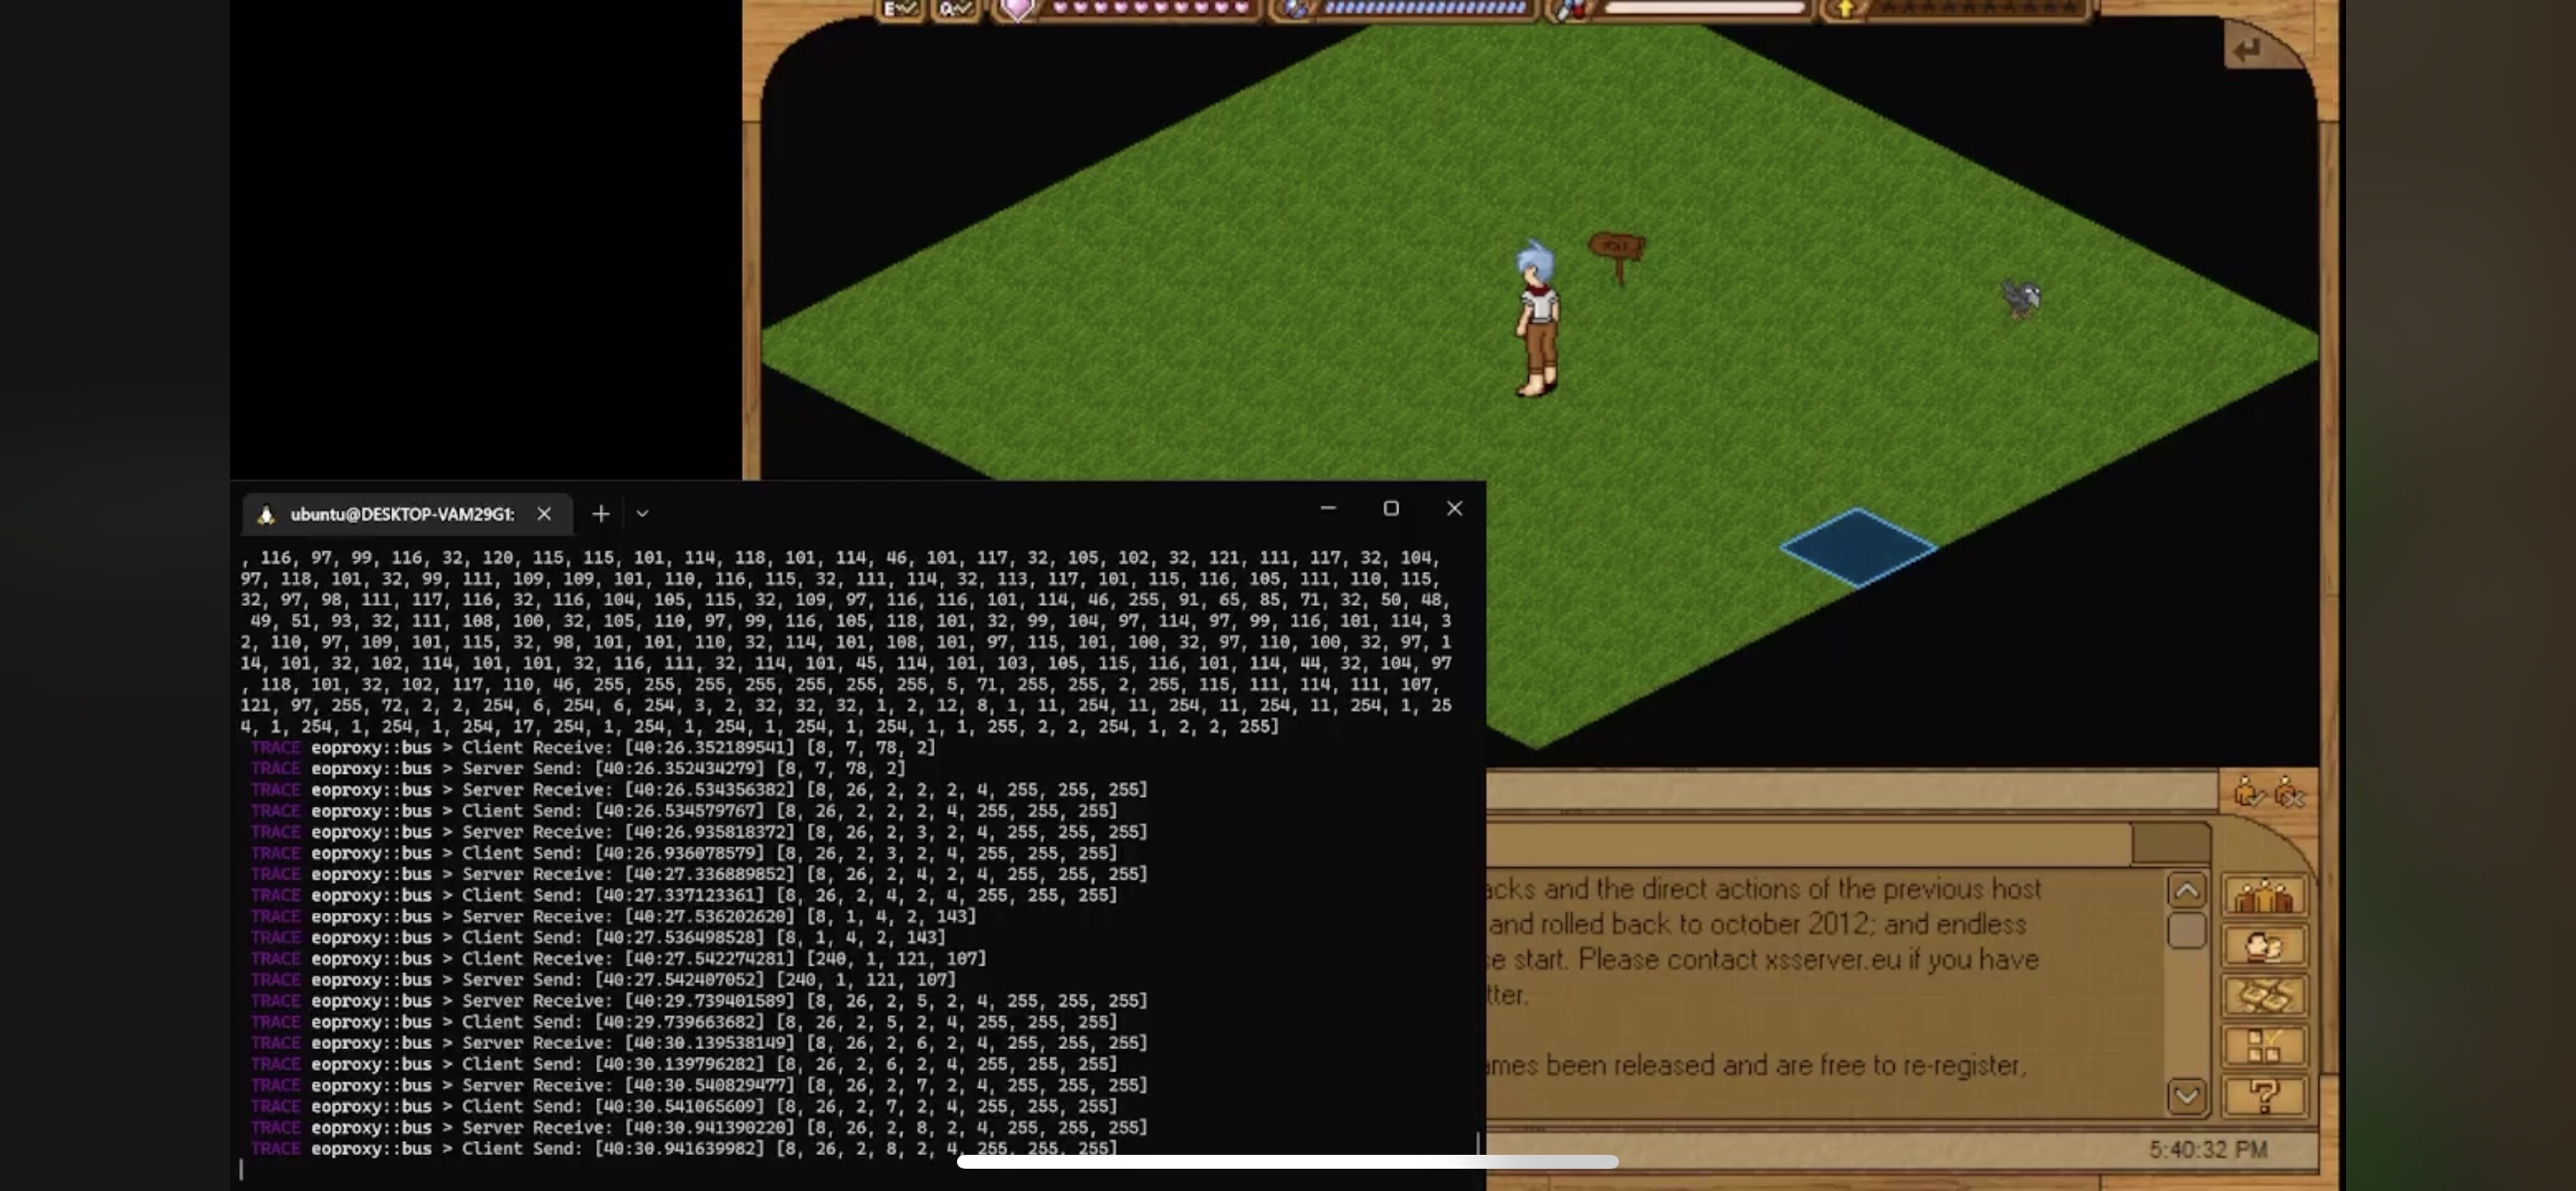 E
Q
ubuntu@DESKTOP-VAM29G1:
, 116, 97, 99, 116, 32, 120, 115, 115, 101, 114, 118, 101, 114, 46, 101, 117, 32, 105, 102, 32, 121, 111, 117, 32, 104,
97, 118, 101, 32, 99, 111, 109, 109, 101, 110, 116, 115, 32, 111, 114, 32, 113, 117, 101, 115, 116, 105, 111, 110, 115,
32, 97, 98, 111, 117, 116, 32, 116, 104, 105, 115, 32, 109, 97, 116, 116, 101, 114, 46, 255, 91, 65, 85, 71, 32, 50, 48,
49, 51, 93, 32, 111, 108, 100, 32, 105, 110, 97, 99, 116, 105, 118, 101, 32, 99, 104, 97, 114, 97, 99, 116, 101, 114, 3
2, 110, 97, 109, 101, 115, 32, 98, 101, 101, 110, 32, 114, 101, 108, 101, 97, 115, 101, 100, 32, 97, 110, 100, 32, 97, 1
14, 101, 32, 102, 114, 101, 101, 32, 116, 111, 32, 114, 101, 45, 114, 101, 103, 105, 115, 116, 101, 114, 44, 32, 104, 97
, 118, 101, 32, 102, 117, 110, 46, 255, 255, 255, 255, 255, 255, 255, 5, 71, 255, 255, 2, 255, 115, 111, 114, 111, 107,
121, 97, 255, 72, 2, 2, 254, 6, 254, 6, 254, 3, 2, 32, 32, 32, 1, 2, 12, 8, 1, 11, 254, 11, 254, 11, 254, 11, 254, 1, 25
4, 1, 254, 1, 254, 1, 254, 17, 254, 1, 254, 1, 254, 1, 254, 1, 254, 1, 1, 255, 2, 2, 254, 1, 2, 2, 255]
TRACE eoproxy::bus > Client Receive: [40:26.352189541] [8, 7, 78, 2]
TRACE eoproxy::bus > Server Send: [40:26.352434279] [8, 7, 78, 2]
TRACE eoproxy::bus > Server Receive: [40:26.534356382] [8, 26, 2, 2, 2, 4, 255, 255, 255]
TRACE eoproxy::bus > Client Send: [40:26.534579767] [8, 26, 2, 2, 2, 4, 255, 255, 255]
TRACE eoproxy::bus > Server Receive: [40:26.935818372] [8, 26, 2, 3, 2, 4, 255, 255, 255]
TRACE eoproxy::bus > Client Send: [40:26.936078579] [8, 26, 2, 3, 2, 4, 255, 255, 255]
TRACE eoproxy::bus > Server Receive: [40:27.336889852] [8, 26, 2, 4, 2, 4, 255, 255, 255]
TRACE eoproxy::bus > Client Send: [40:27.337123361] [8, 26, 2, 4, 2, 4, 255, 255, 255]
TRACE eoproxy::bus > Server Receive: [40:27.536202620] [8, 1, 4, 2, 143]
TRACE eoproxy::bus > Client Send: [40:27.536498528] [8, 1, 4, 2, 143]
TRACE eoproxy::bus > Client Receive: [40:27.542274281] [240, 1, 121, 107]
TRACE eoproxy::bus > Server Send: [40:27.542407052] [240, 1, 121, 107]
TRACE eoproxy::bus > Server Receive: [40:29.739401589] [8, 26, 2, 5, 2, 4, 255, 255, 255]
TRACE eoproxy::bus > Client Send: [40:29.739663682] [8, 26, 2, 5, 2, 4, 255, 255, 255]
TRACE eoproxy::bus > Server Receive: [40:30.139538149] [8, 26, 2, 6, 2, 4, 255, 255, 255]
TRACE eoproxy::bus > Client Send: [40:30.139796282] [8, 26, 2, 6, 2, 4, 255, 255, 255]
TRACE eoproxy::bus > Server Receive: [40:30.540829477] [8, 26, 2, 7, 2, 4, 255, 255, 255]
TRACE eoproxy::bus > Client Send: [40:30.541065609] [8, 26, 2, 7, 2, 4, 255, 255, 255]
TRACE eoproxy::bus > Server Receive: [40:30.941390220] [8, 26, 2, 8, 2, 4, 255, 255, 255]
TRACE eoproxy::bus > Client Send: [40:30.941639982] [8, 26, 2, 8, 2, 4, 255, 255, 255]
acks and the direct actions of the previous host
and rolled back to october 2012; and endless
se start. Please contact xsserver.eu if you have
tter.
ames been released and are free to re-register,
5:40:32 PM